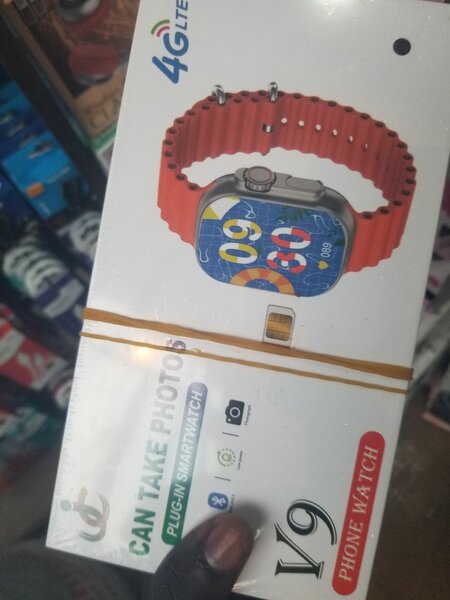 4G LTE
09
30
089
CAN TAKE PHOTOS
PLUG-IN SMARTWATCH
V9
PHONE WATCH